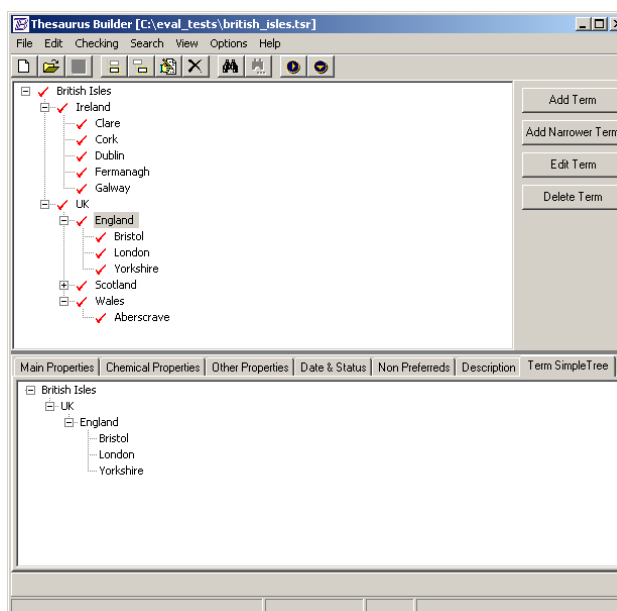 Thesaurus Builder [C:\eval_tests\british_isles.tsr]
File Edit Checking Search View Options Help
British Isles
Ireland
Clare
Cork
Dublin
Fermanagh
Galway
UK
England
Bristol
London
Yorkshire
Scotland
Wales
Aberscrave
Add Term
Add Narrower Term
Edit Term
Delete Term
Main Properties Chemical Properties Other Properties Date & Status Non Preferreds Description Term SimpleTree
British Isles
UK
England
Bristol
London
Yorkshire